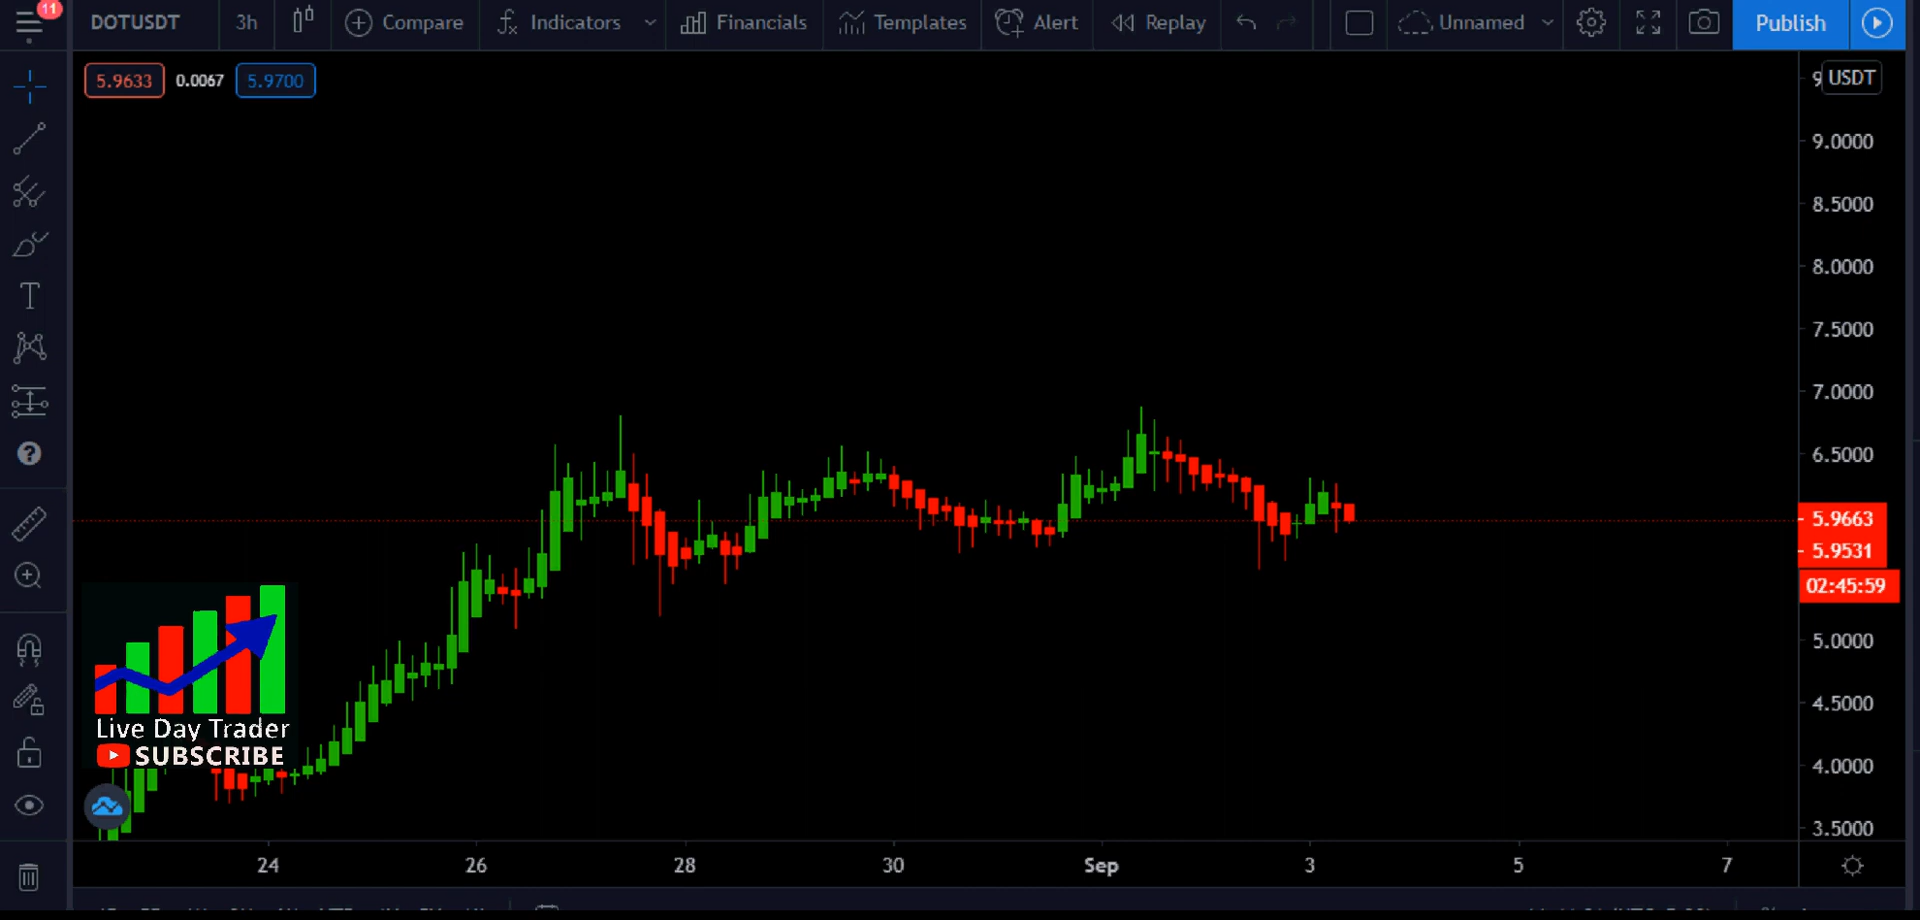 11
DOTUSDT 3h Compare Indicators Financials Templates Alert Replay Unnamed Publish
5.9633 0.0067 5.9700
USDT
9.0000
8.5000
8.0000
7.5000
7.0000
6.5000
5.9663
5.9531
02:45:59
5.0000
4.5000
4.0000
3.5000
Live Day Trader
SUBSCRIBE
24 26 28 30 Sep 3 5 7